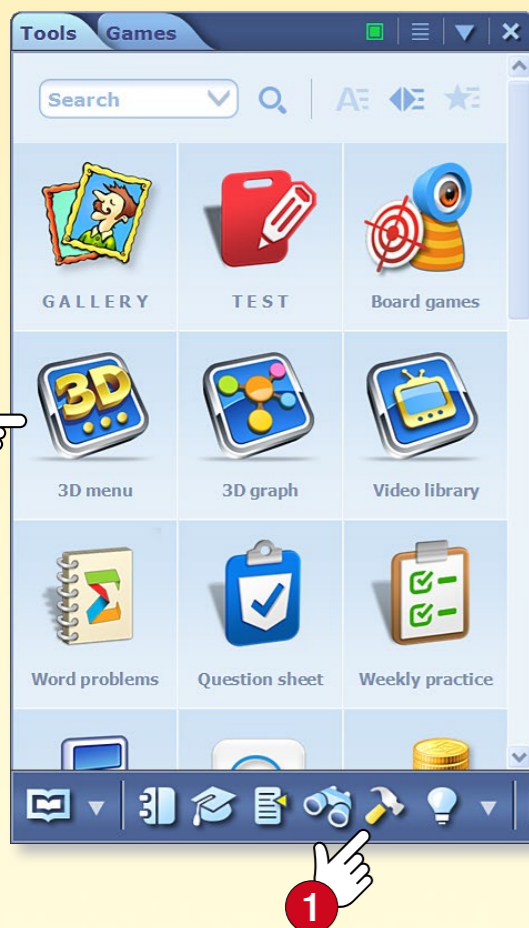 Tools Games
Search
GALLERY TEST Board games
3D
3D menu 3D graph Video library
Word problems Question sheet Weekly practice
1